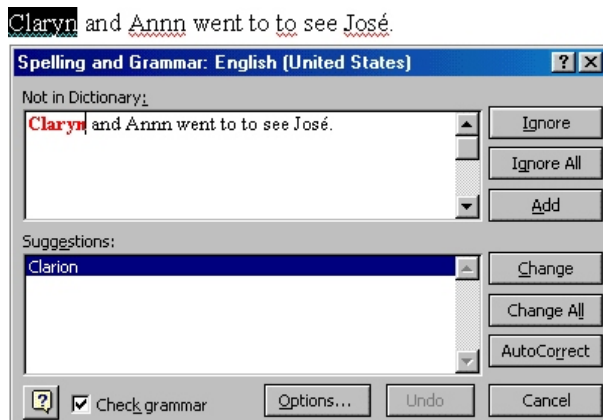 Claryn and Annn went to to see José.
Spelling and Grammar: English (United States)
Not in Dictionary:
Claryn and Annn went to to see José.
Ignore
Ignore All
Add
Suggestions:
Clarion
Change
Change All
AutoCorrect
Check grammar
Options...
Undo
Cancel